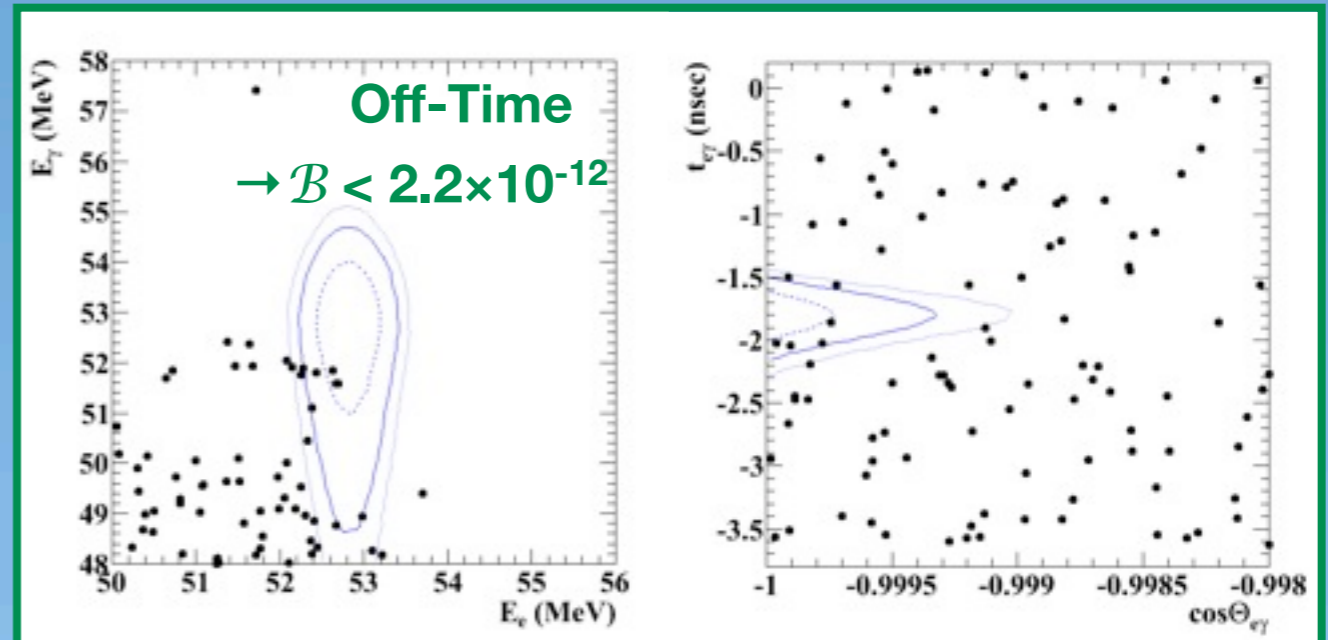 Off-Time
→ ℬ < 2.2×10⁻¹²
E_γ (MeV)
58
57
56
55
54
53
52
51
50
49
48
50 51 52 53 54 55 56
E_e (MeV)
t_eγ (nsec)
0
-0.5
-1
-1.5
-2
-2.5
-3
-3.5
-1 -0.9995 -0.999 -0.9985 -0.998
cosΘ_eγ